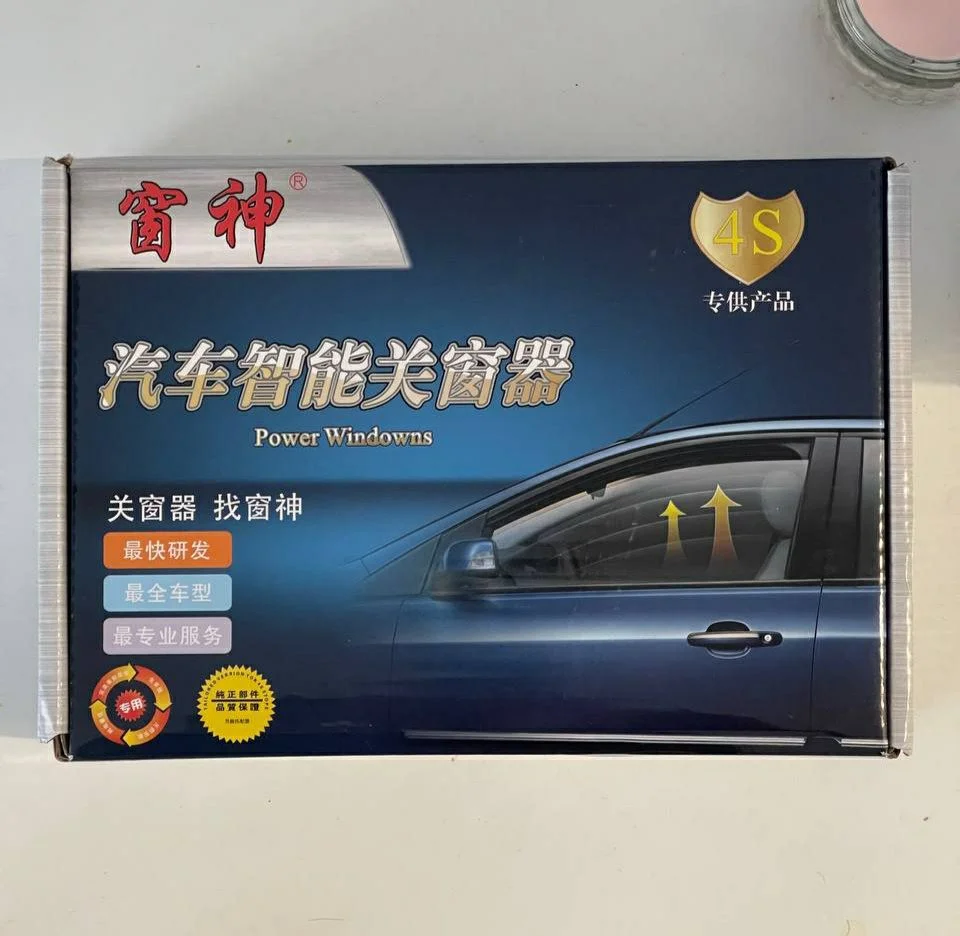 窗神®
4S
专供产品
汽车智能关窗器
Power Windowns
关窗器 找窗神
最快研发
最全车型
最专业服务
专用
純正部件
品質保證